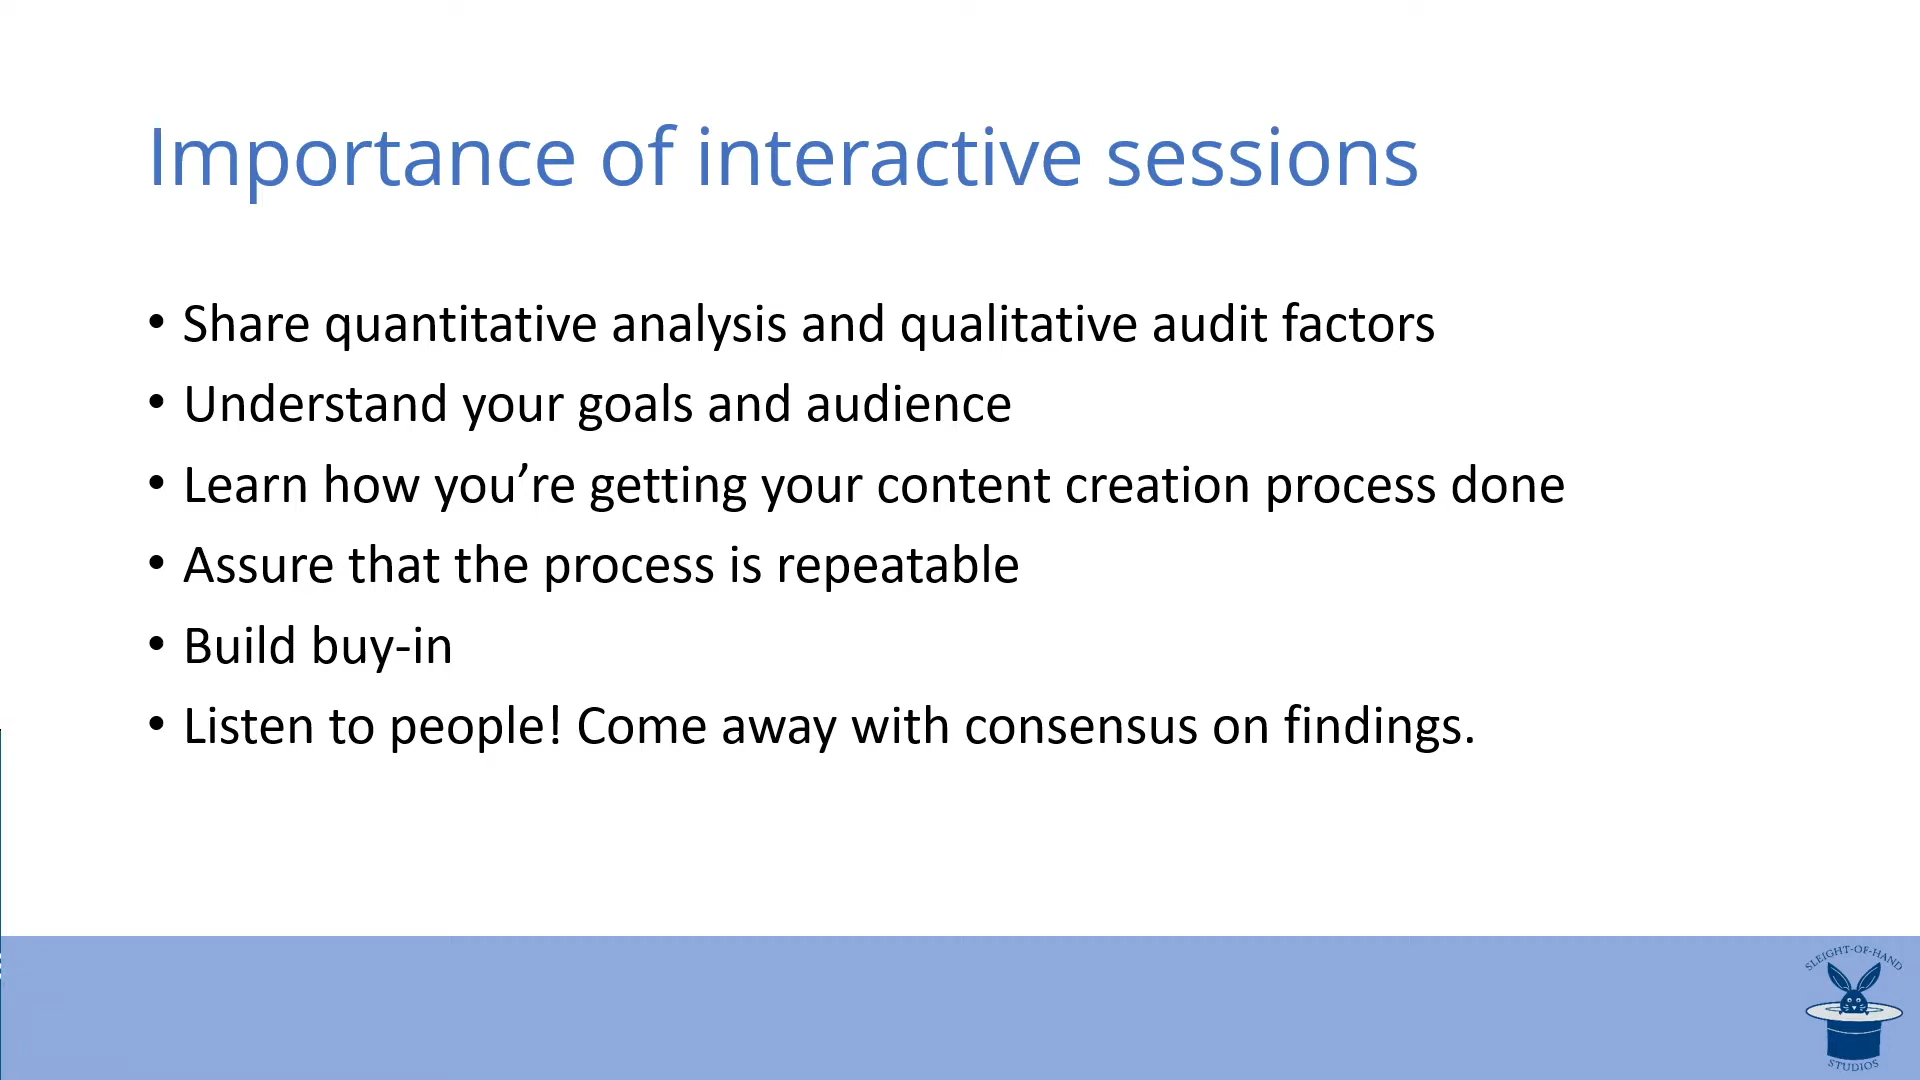 Importance of interactive sessions
• Share quantitative analysis and qualitative audit factors
• Understand your goals and audience
• Learn how you’re getting your content creation process done
• Assure that the process is repeatable
• Build buy-in
• Listen to people! Come away with consensus on findings.
SLEIGHT-OF-HAND
STUDIOS